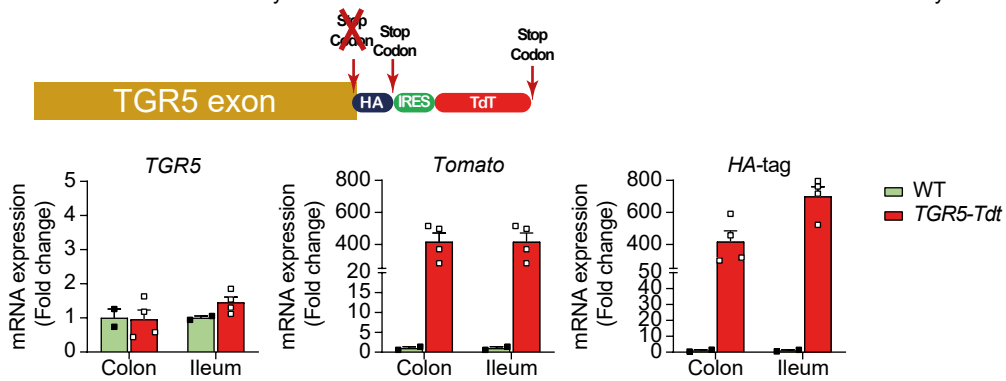 Stop
Codon
Stop
Codon
Stop
Codon
TGR5 exon
HA
IRES
TdT
TGR5
mRNA expression
(Fold change)
5
4
3
2
1
0
Colon
Ileum
Tomato
mRNA expression
(Fold change)
800
600
400
20
15
10
5
0
Colon
Ileum
HA-tag
mRNA expression
(Fold change)
800
600
400
50
40
30
20
10
0
Colon
Ileum
WT
TGR5-Tdt